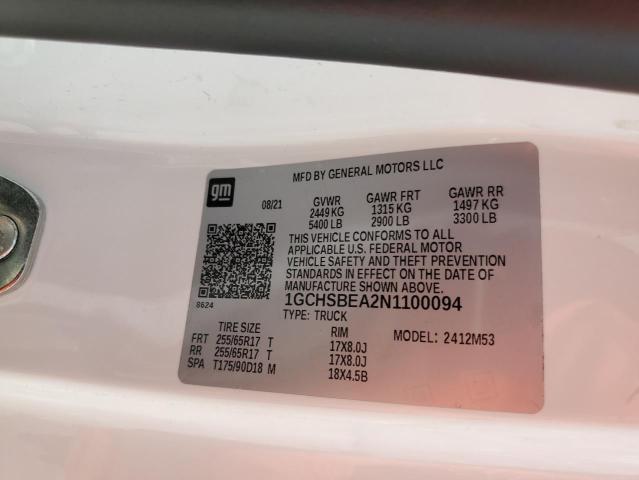 gm
MFD BY GENERAL MOTORS LLC
08/21 GVWR GAWR FRT GAWR RR
2449 KG 1315 KG 1497 KG
5400 LB 2900 LB 3300 LB
THIS VEHICLE CONFORMS TO ALL
APPLICABLE U.S. FEDERAL MOTOR
VEHICLE SAFETY AND THEFT PREVENTION
STANDARDS IN EFFECT ON THE DATE OF
MANUFACTURE SHOWN ABOVE.
1GCHSBEA2N1100094
8624
TYPE: TRUCK
TIRE SIZE RIM MODEL: 2412M53
FRT 255/65R17 T 17X8.0J
RR 255/65R17 T 17X8.0J
SPA T175/90D18 M 18X4.5B